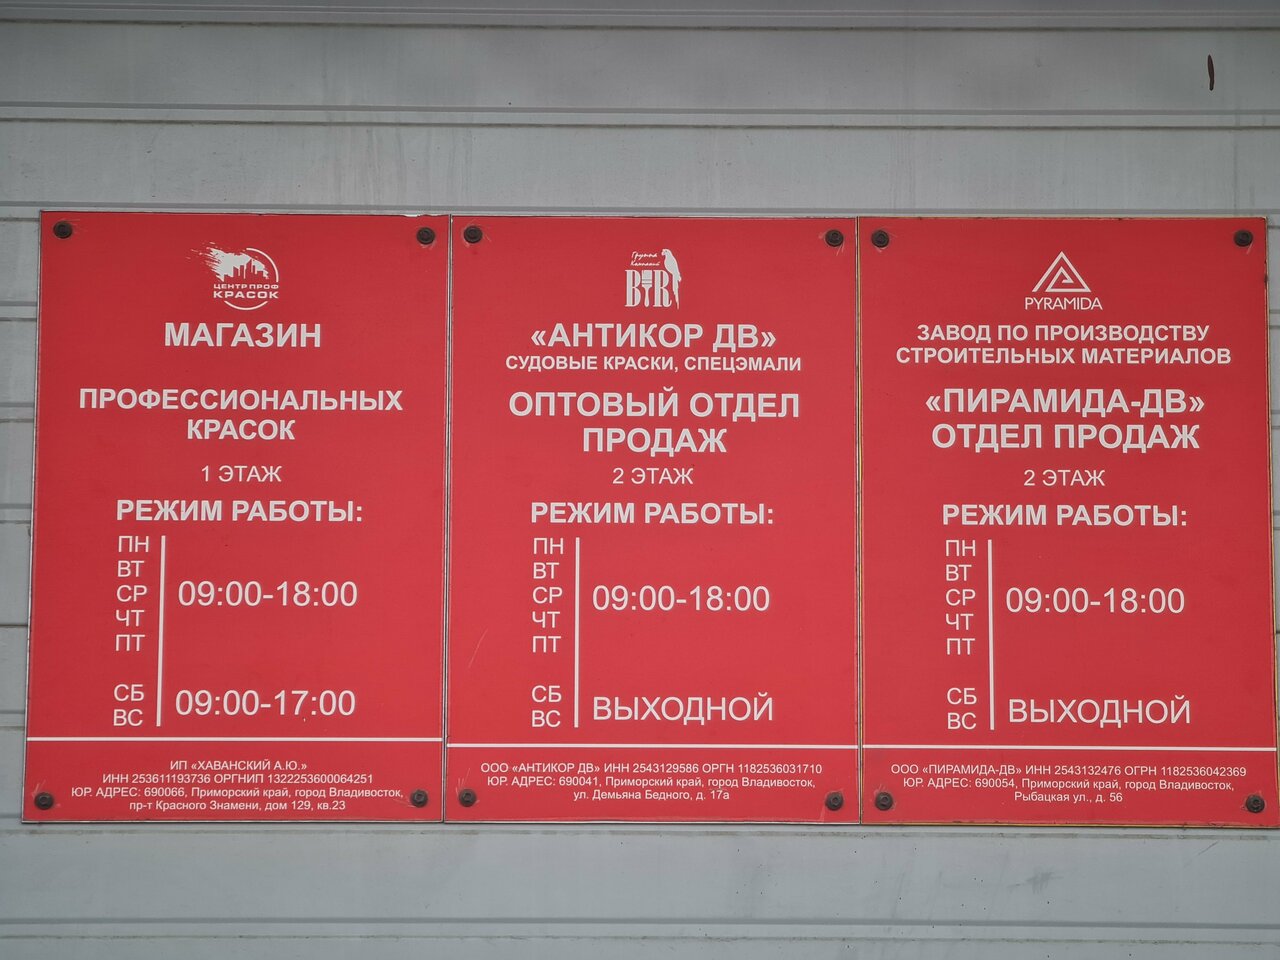 ЦЕНТР ПРОФ
КРАСОК
МАГАЗИН
ПРОФЕССИОНАЛЬНЫХ
КРАСОК
1 ЭТАЖ
РЕЖИМ РАБОТЫ:
ПН
ВТ
СР 09:00-18:00
ЧТ
ПТ
СБ 09:00-17:00
ВС
ИП «ХАВАНСКИЙ А.Ю.»
ИНН 253611193736 ОРГНИП 1322253600064251
ЮР. АДРЕС: 690066, Приморский край, город Владивосток,
пр-т Красного Знамени, дом 129, кв.23
Группа
Компаний
BIR
«АНТИКОР ДВ»
СУДОВЫЕ КРАСКИ, СПЕЦЭМАЛИ
ОПТОВЫЙ ОТДЕЛ
ПРОДАЖ
2 ЭТАЖ
РЕЖИМ РАБОТЫ:
ПН
ВТ
СР 09:00-18:00
ЧТ
ПТ
СБ ВЫХОДНОЙ
ВС
ООО «АНТИКОР ДВ» ИНН 2543129586 ОРГН 1182536031710
ЮР. АДРЕС: 690041, Приморский край, город Владивосток,
ул. Демьяна Бедного, д. 17а
PYRAMIDA
ЗАВОД ПО ПРОИЗВОДСТВУ
СТРОИТЕЛЬНЫХ МАТЕРИАЛОВ
«ПИРАМИДА-ДВ»
ОТДЕЛ ПРОДАЖ
2 ЭТАЖ
РЕЖИМ РАБОТЫ:
ПН
ВТ
СР 09:00-18:00
ЧТ
ПТ
СБ ВЫХОДНОЙ
ВС
ООО «ПИРАМИДА-ДВ» ИНН 2543132476 ОГРН 1182536042369
ЮР. АДРЕС: 690054, Приморский край, город Владивосток,
Рыбацкая ул., д. 56